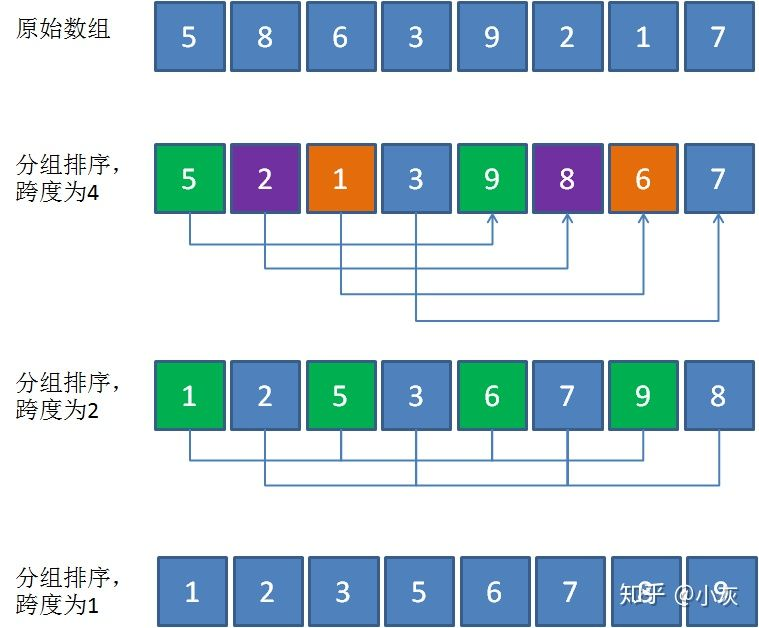 原始数组
5 8 6 3 9 2 1 7
分组排序，
跨度为4
5 2 1 3 9 8 6 7
分组排序，
跨度为2
1 2 5 3 6 7 9 8
分组排序，
跨度为1
1 2 3 5 6 7 8 9
知乎 @小灰